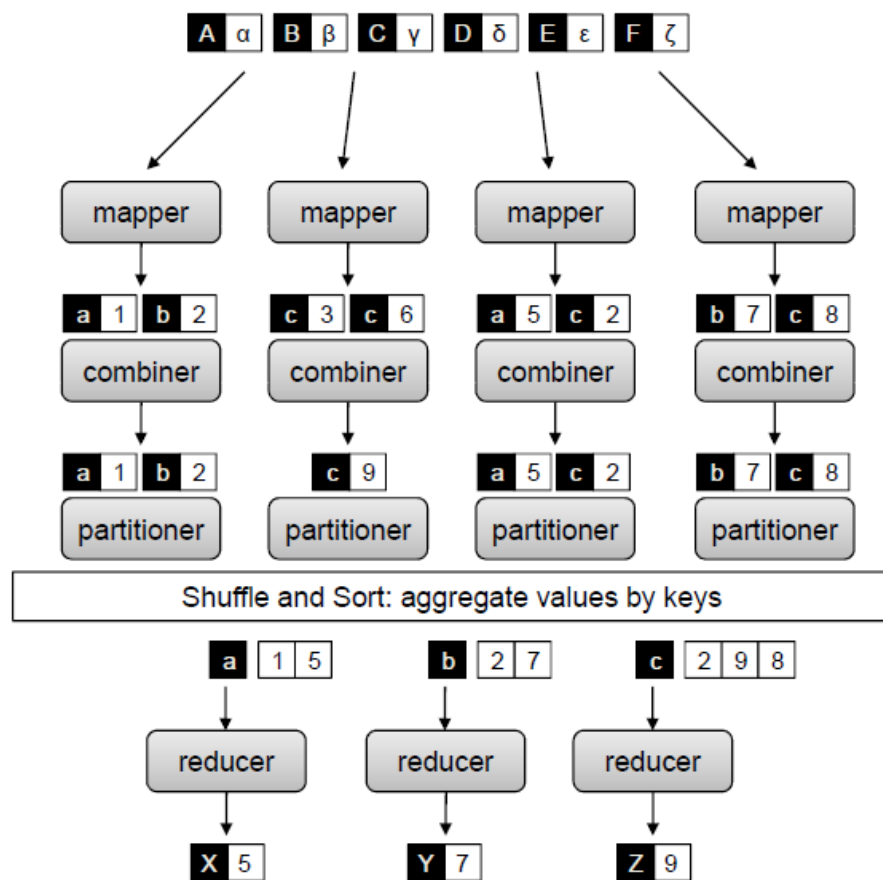 A α B β C γ D δ E ε F ζ
mapper mapper mapper mapper
a 1 b 2 c 3 c 6 a 5 c 2 b 7 c 8
combiner combiner combiner combiner
a 1 b 2 c 9 a 5 c 2 b 7 c 8
partitioner partitioner partitioner partitioner
Shuffle and Sort: aggregate values by keys
a 1 5 b 2 7 c 2 9 8
reducer reducer reducer
X 5 Y 7 Z 9